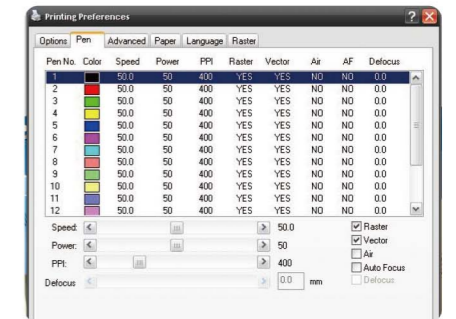 Printing Preferences
Options Pen Advanced Paper Language Raster
Pen No. Color Speed Power PPI Raster Vector Air AF Defocus
1 50.0 50 400 YES YES NO NO 0.0
2 50.0 50 400 YES YES NO NO 0.0
3 50.0 50 400 YES YES NO NO 0.0
4 50.0 50 400 YES YES NO NO 0.0
5 50.0 50 400 YES YES NO NO 0.0
6 50.0 50 400 YES YES NO NO 0.0
7 50.0 50 400 YES YES NO NO 0.0
8 50.0 50 400 YES YES NO NO 0.0
9 50.0 50 400 YES YES NO NO 0.0
10 50.0 50 400 YES YES NO NO 0.0
11 50.0 50 400 YES YES NO NO 0.0
12 50.0 50 400 YES YES NO NO 0.0
Speed: 50.0 Raster
Power: 50 Vector
PPI: 400 Air
Auto Focus
Defocus 0.0 mm Defocus